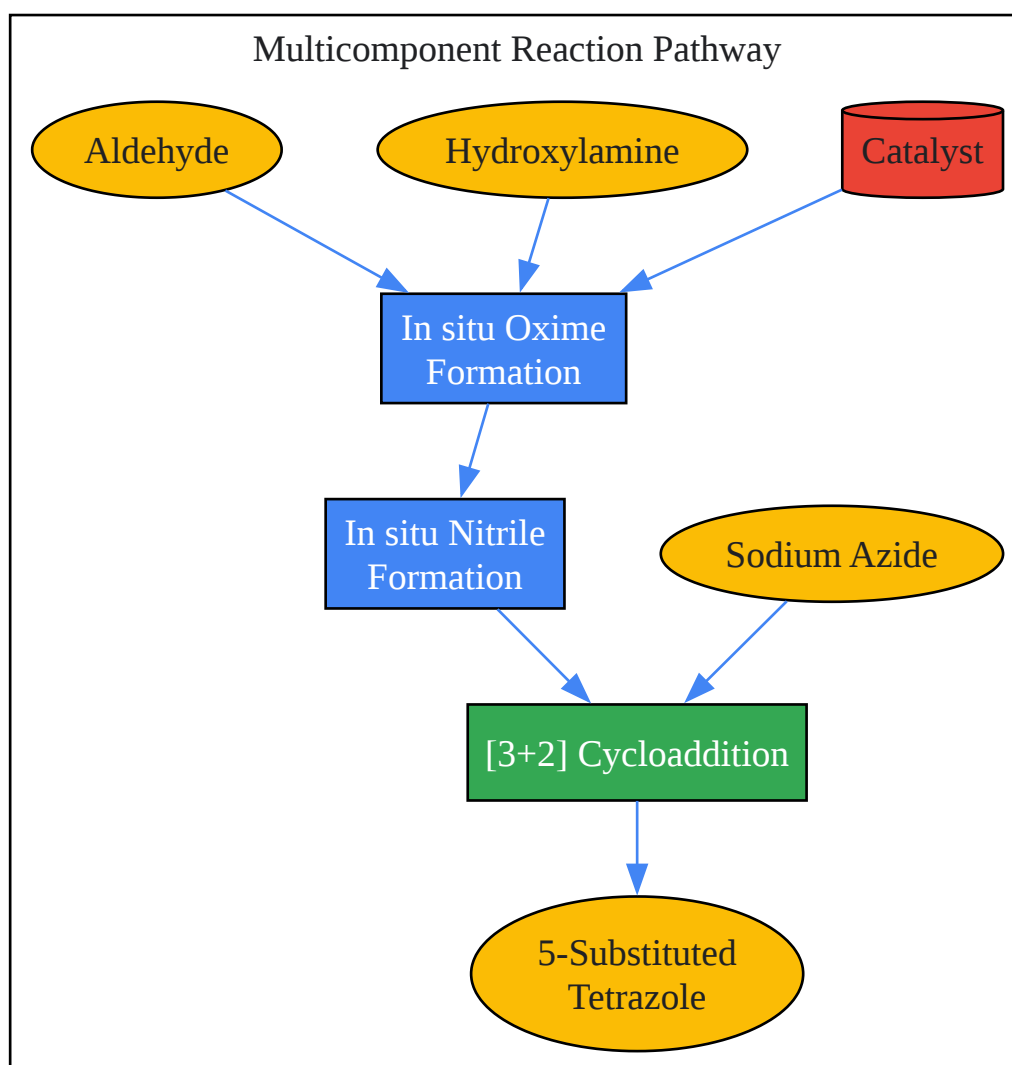 Multicomponent Reaction Pathway
Aldehyde
Hydroxylamine
Catalyst
In situ Oxime
Formation
In situ Nitrile
Formation
Sodium Azide
[3+2] Cycloaddition
5-Substituted
Tetrazole